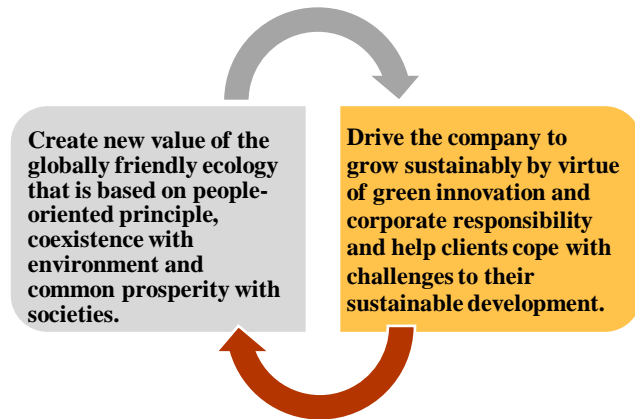 Create new value of the
globally friendly ecology
that is based on people-
oriented principle,
coexistence with
environment and
common prosperity with
societies.
Drive the company to
grow sustainably by virtue
of green innovation and
corporate responsibility
and help clients cope with
challenges to their
sustainable development.